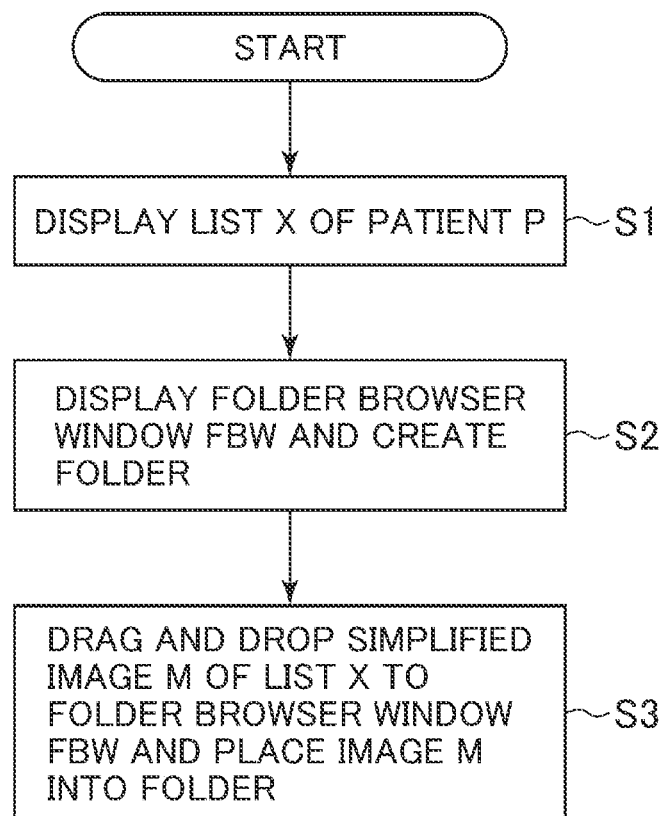 START
DISPLAY LIST X OF PATIENT P
S1
DISPLAY FOLDER BROWSER
WINDOW FBW AND CREATE
FOLDER
S2
DRAG AND DROP SIMPLIFIED
IMAGE M OF LIST X TO
FOLDER BROWSER WINDOW
FBW AND PLACE IMAGE M
INTO FOLDER
S3